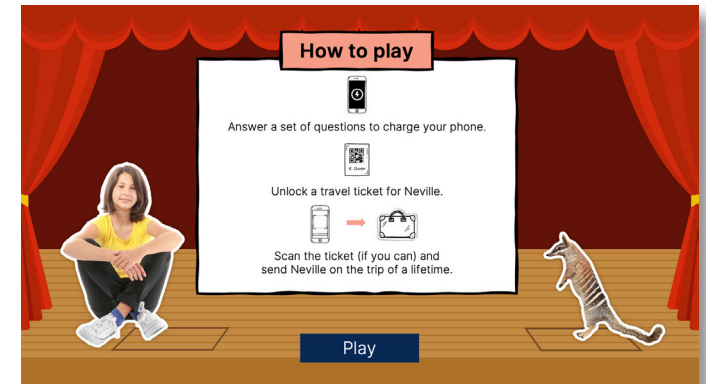 How to play
Answer a set of questions to charge your phone.
Unlock a travel ticket for Neville.
Scan the ticket (if you can) and
send Neville on the trip of a lifetime.
Play